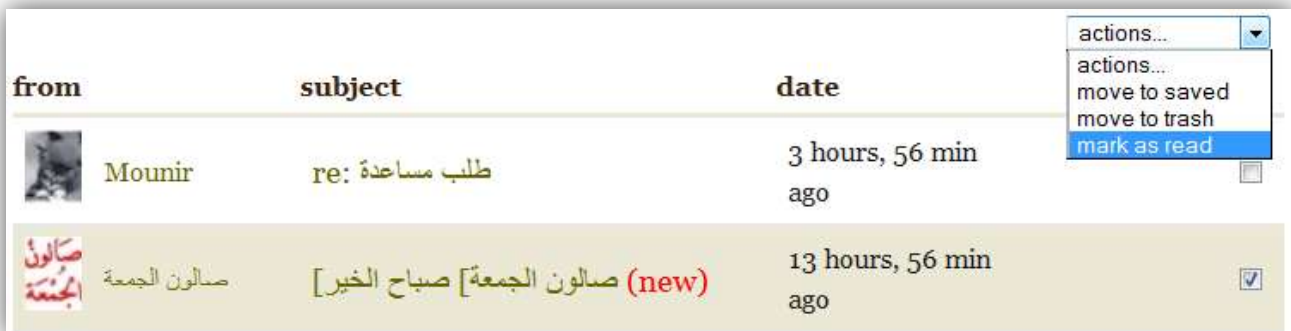 actions...
actions...
move to saved
move to trash
mark as read
from subject date
Mounir re: طلب مساعدة 3 hours, 56 min
ago
صالون الجمعة
صالون الجمعة [صالون الجمعة] صباح الخير (new) 13 hours, 56 min
ago